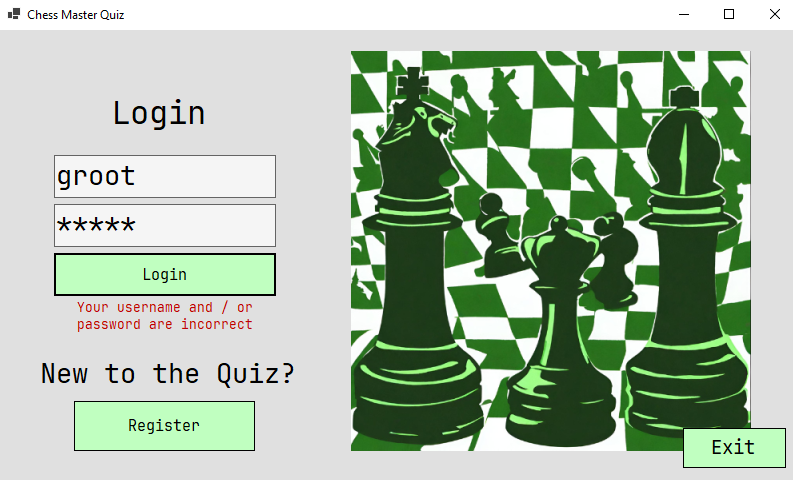 Chess Master Quiz
Login
groot
*****
Login
Your username and / or
password are incorrect
New to the Quiz?
Register
Exit